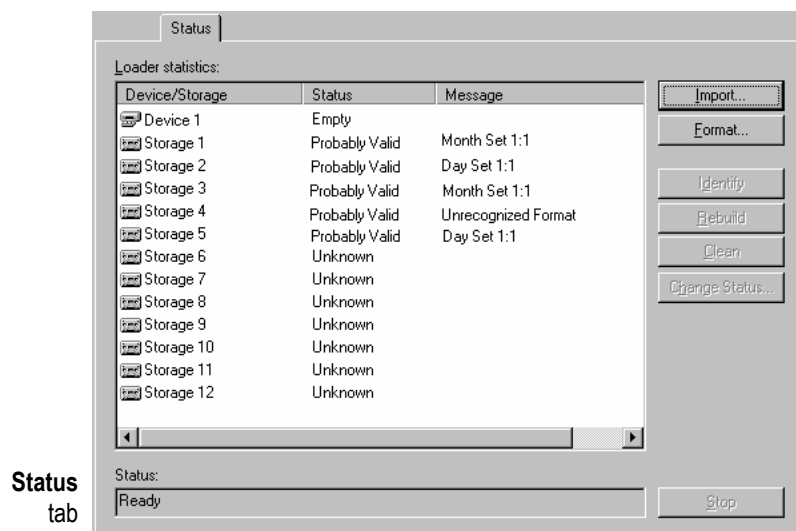 Status
Loader statistics:
Device/Storage Status Message
Device 1 Empty
Storage 1 Probably Valid Month Set 1:1
Storage 2 Probably Valid Day Set 1:1
Storage 3 Probably Valid Month Set 1:1
Storage 4 Probably Valid Unrecognized Format
Storage 5 Probably Valid Day Set 1:1
Storage 6 Unknown
Storage 7 Unknown
Storage 8 Unknown
Storage 9 Unknown
Storage 10 Unknown
Storage 11 Unknown
Storage 12 Unknown
Import...
Format...
Identify
Rebuild
Clean
Change Status...
Status:
Ready
Stop
Status
tab